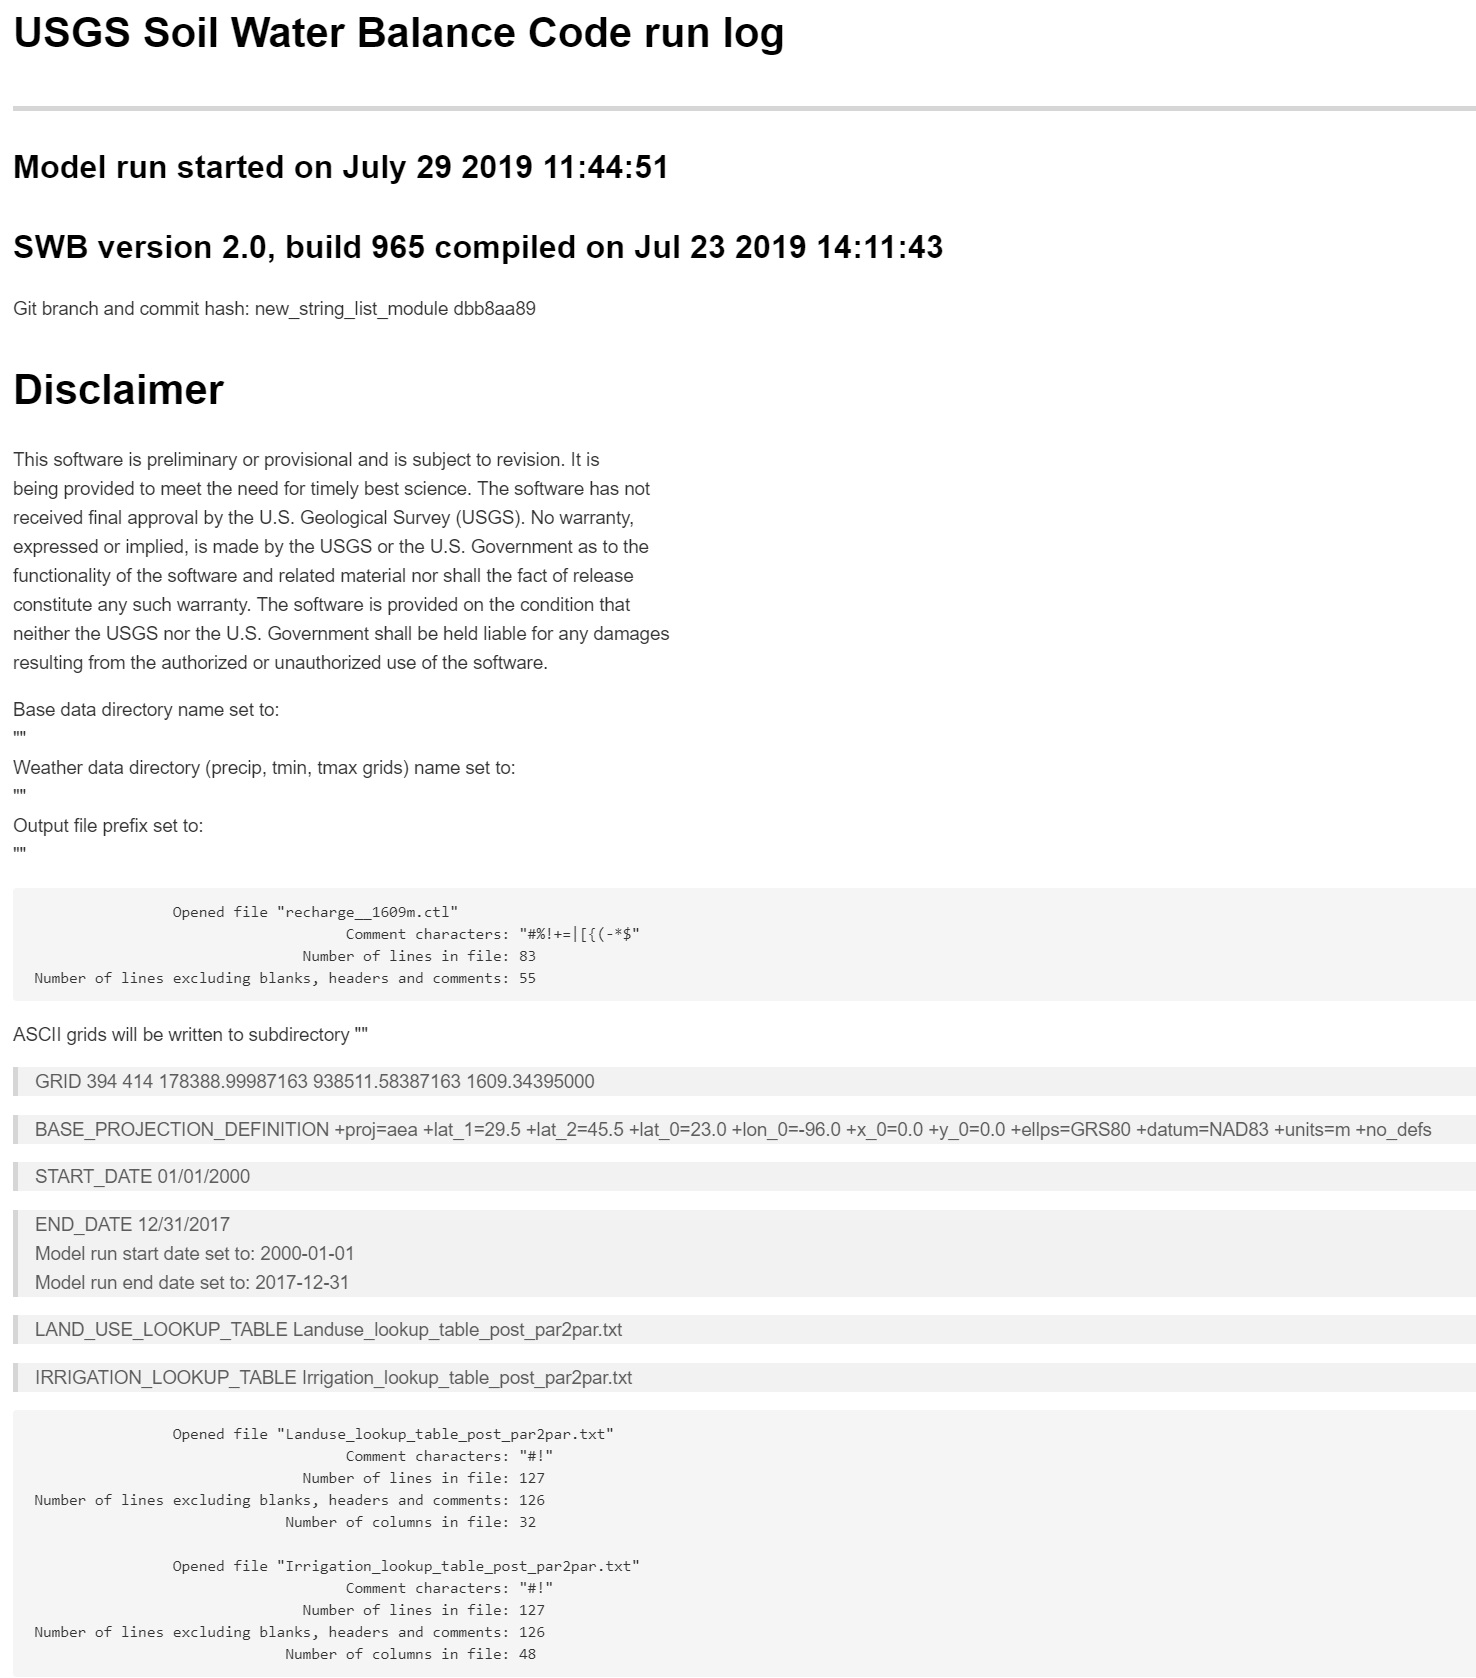 USGS Soil Water Balance Code run log
Model run started on July 29 2019 11:44:51
SWB version 2.0, build 965 compiled on Jul 23 2019 14:11:43
Git branch and commit hash: new_string_list_module dbb8aa89
Disclaimer
This software is preliminary or provisional and is subject to revision. It is
being provided to meet the need for timely best science. The software has not
received final approval by the U.S. Geological Survey (USGS). No warranty,
expressed or implied, is made by the USGS or the U.S. Government as to the
functionality of the software and related material nor shall the fact of release
constitute any such warranty. The software is provided on the condition that
neither the USGS nor the U.S. Government shall be held liable for any damages
resulting from the authorized or unauthorized use of the software.
Base data directory name set to:
""
Weather data directory (precip, tmin, tmax grids) name set to:
""
Output file prefix set to:
""
Opened file "recharge__1609m.ctl"
Comment characters: "#%!+=|[{(-*$"
Number of lines in file: 83
Number of lines excluding blanks, headers and comments: 55
ASCII grids will be written to subdirectory ""
GRID 394 414 178388.99987163 938511.58387163 1609.34395000
BASE_PROJECTION_DEFINITION +proj=aea +lat_1=29.5 +lat_2=45.5 +lat_0=23.0 +lon_0=-96.0 +x_0=0.0 +y_0=0.0 +ellps=GRS80 +datum=NAD83 +units=m +no_defs
START_DATE 01/01/2000
END_DATE 12/31/2017
Model run start date set to: 2000-01-01
Model run end date set to: 2017-12-31
LAND_USE_LOOKUP_TABLE Landuse_lookup_table_post_par2par.txt
IRRIGATION_LOOKUP_TABLE Irrigation_lookup_table_post_par2par.txt
Opened file "Landuse_lookup_table_post_par2par.txt"
Comment characters: "#!"
Number of lines in file: 127
Number of lines excluding blanks, headers and comments: 126
Number of columns in file: 32
Opened file "Irrigation_lookup_table_post_par2par.txt"
Comment characters: "#!"
Number of lines in file: 127
Number of lines excluding blanks, headers and comments: 126
Number of columns in file: 48